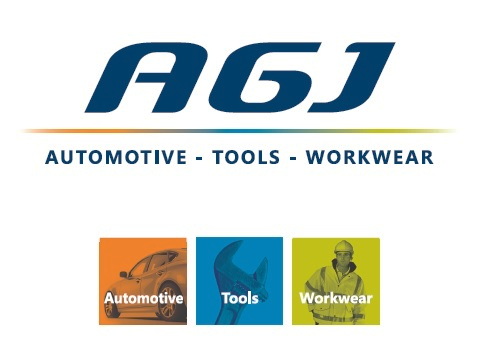 AGJ
AUTOMOTIVE - TOOLS - WORKWEAR
Automotive
Tools
Workwear